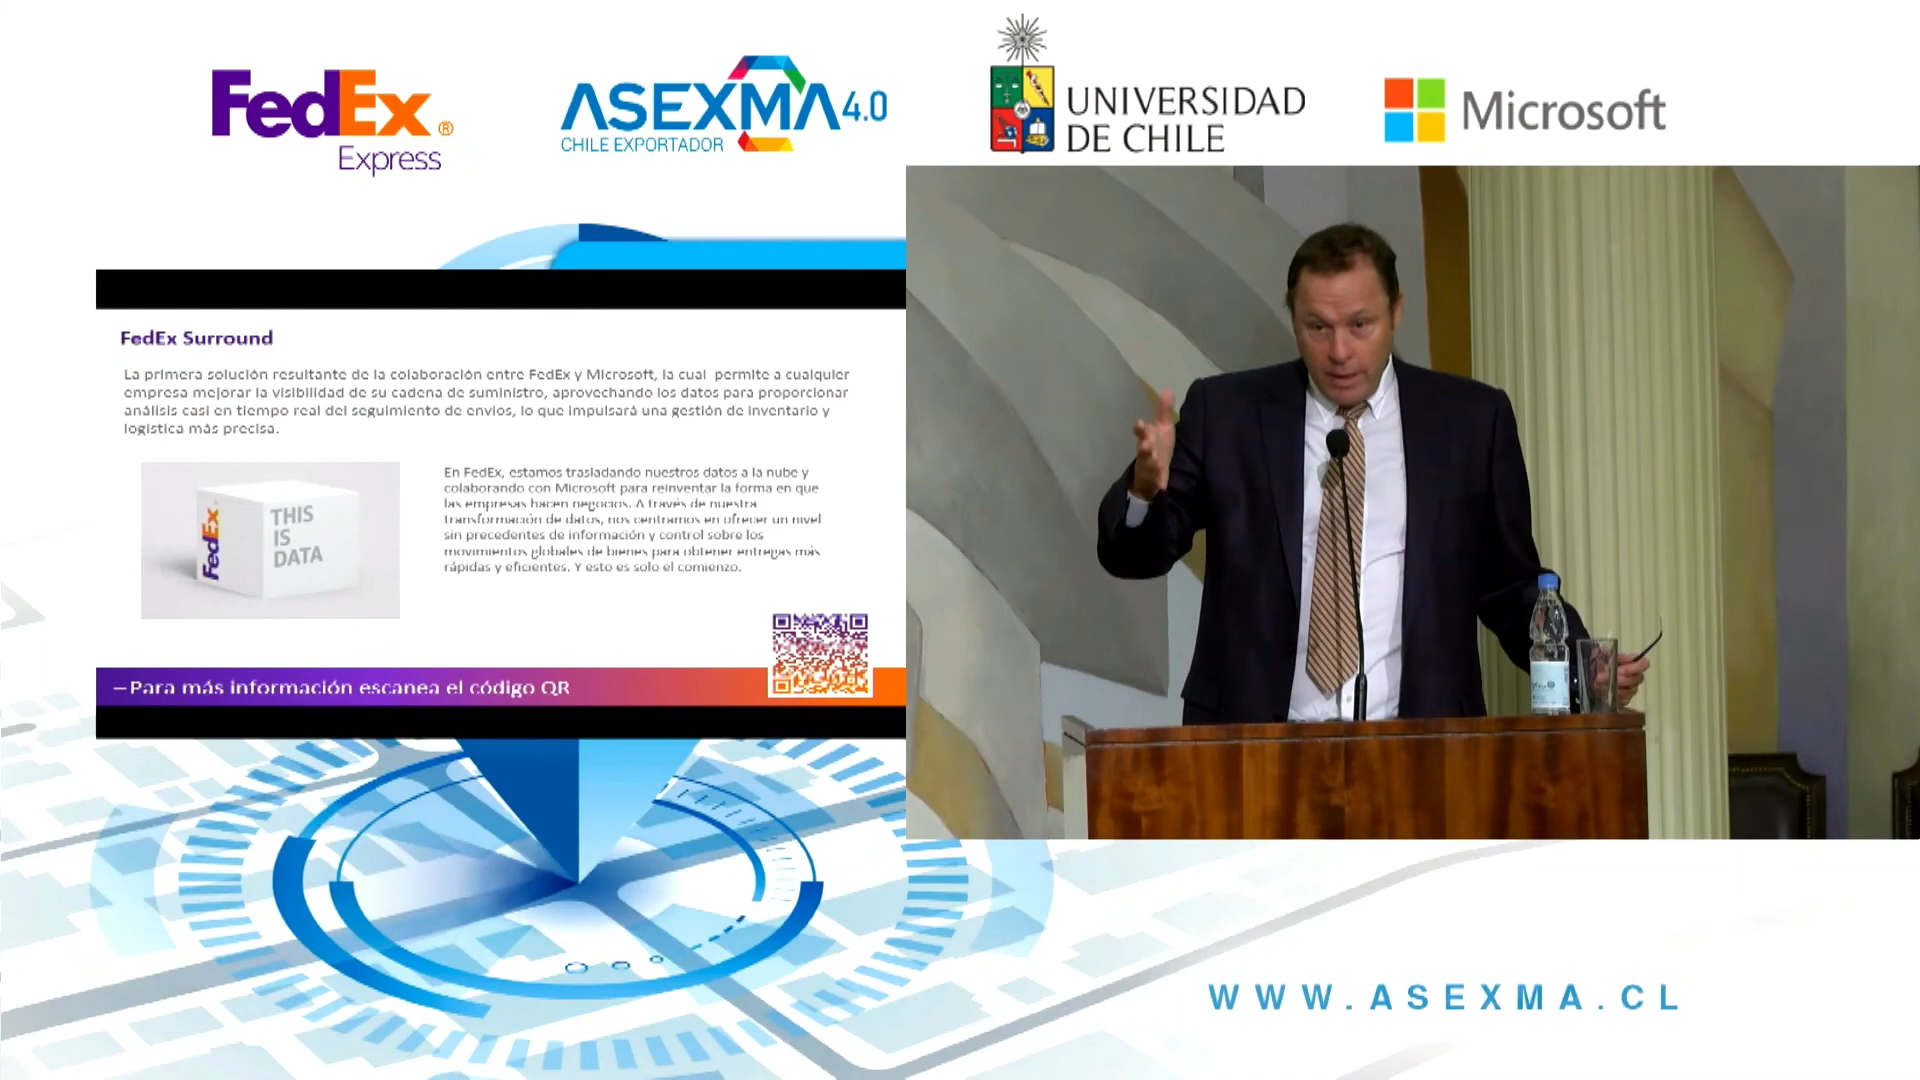 FedEx®
Express
ASEXMA 4.0
CHILE EXPORTADOR
UNIVERSIDAD
DE CHILE
Microsoft
FedEx Surround
La primera solución resultante de la colaboración entre FedEx y Microsoft, la cual permite a cualquier
empresa mejorar la visibilidad de su cadena de suministro, aprovechando los datos para proporcionar
análisis casi en tiempo real del seguimiento de envíos, lo que impulsará una gestión de inventario y
logística más precisa.
FedEx
THIS
IS
DATA
En FedEx, estamos trasladando nuestros datos a la nube y
colaborando con Microsoft para reinventar la forma en que
las empresas hacen negocios. A través de nuestra
transformación de datos, nos centramos en ofrecer un nivel
sin precedentes de información y control sobre los
movimientos globales de bienes para obtener entregas más
rápidas y eficientes. Y esto es solo el comienzo.
–Para más información escanea el código QR
WWW.ASEXMA.CL